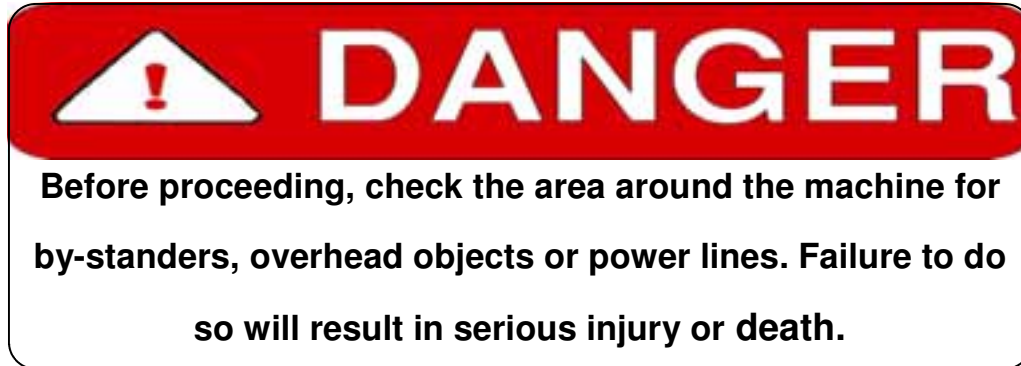 ! DANGER
Before proceeding, check the area around the machine for
by-standers, overhead objects or power lines. Failure to do
so will result in serious injury or death.